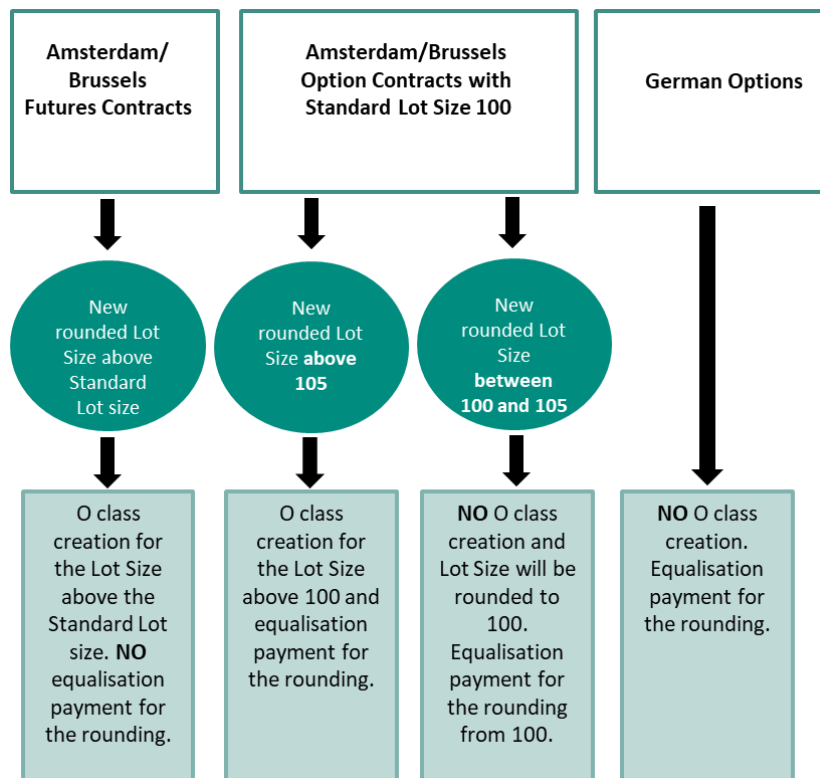 Amsterdam/
Brussels
Futures Contracts
Amsterdam/Brussels
Option Contracts with
Standard Lot Size 100
German Options
New
rounded Lot
Size above
Standard
Lot size
New
rounded Lot
Size above
105
New
rounded Lot
Size
between
100 and 105
O class
creation for
the Lot Size
above the
Standard Lot
size. NO
equalisation
payment for
the rounding.
O class
creation for
the Lot Size
above 100 and
equalisation
payment for
the rounding.
NO O class
creation and
Lot Size will be
rounded to
100.
Equalisation
payment for
the rounding
from 100.
NO O class
creation.
Equalisation
payment for
the rounding.